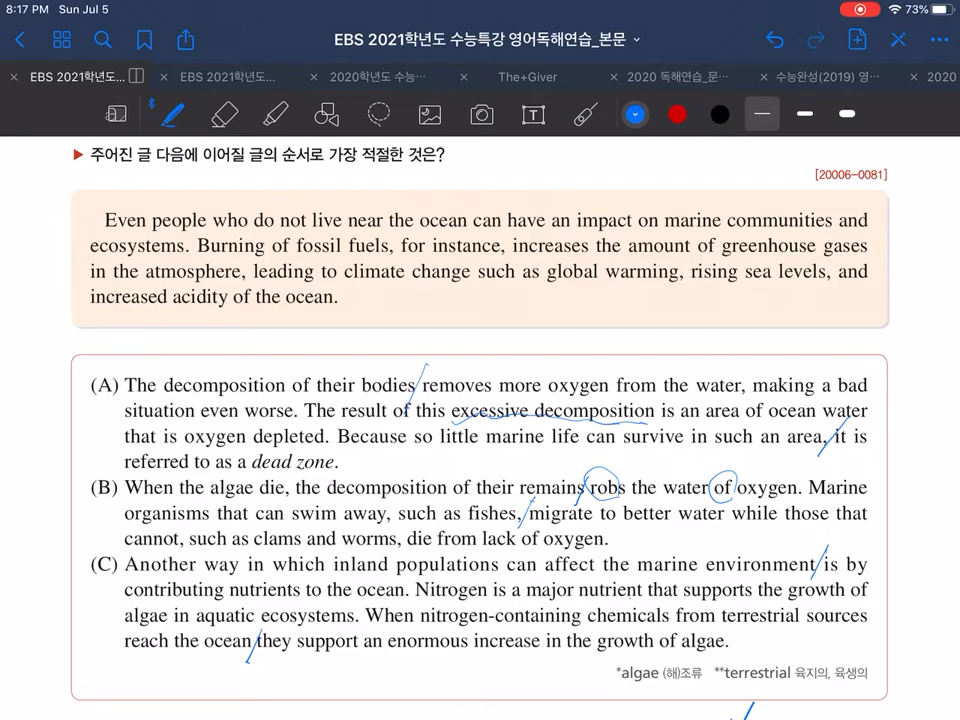 8:17 PM Sun Jul 5 73%
EBS 2021학년도 수능특강 영어독해연습_본문
EBS 2021학년도... EBS 2021학년도... 2020학년도 수능... The+Giver 2020 독해연습_문... 수능완성(2019) 영... 2020
▶ 주어진 글 다음에 이어질 글의 순서로 가장 적절한 것은?
[20006-0081]
Even people who do not live near the ocean can have an impact on marine communities and
ecosystems. Burning of fossil fuels, for instance, increases the amount of greenhouse gases
in the atmosphere, leading to climate change such as global warming, rising sea levels, and
increased acidity of the ocean.
(A) The decomposition of their bodies removes more oxygen from the water, making a bad
situation even worse. The result of this excessive decomposition is an area of ocean water
that is oxygen depleted. Because so little marine life can survive in such an area, it is
referred to as a dead zone.
(B) When the algae die, the decomposition of their remains robs the water of oxygen. Marine
organisms that can swim away, such as fishes, migrate to better water while those that
cannot, such as clams and worms, die from lack of oxygen.
(C) Another way in which inland populations can affect the marine environment is by
contributing nutrients to the ocean. Nitrogen is a major nutrient that supports the growth of
algae in aquatic ecosystems. When nitrogen-containing chemicals from terrestrial sources
reach the ocean they support an enormous increase in the growth of algae.
*algae (해)조류 **terrestrial 육지의, 육생의